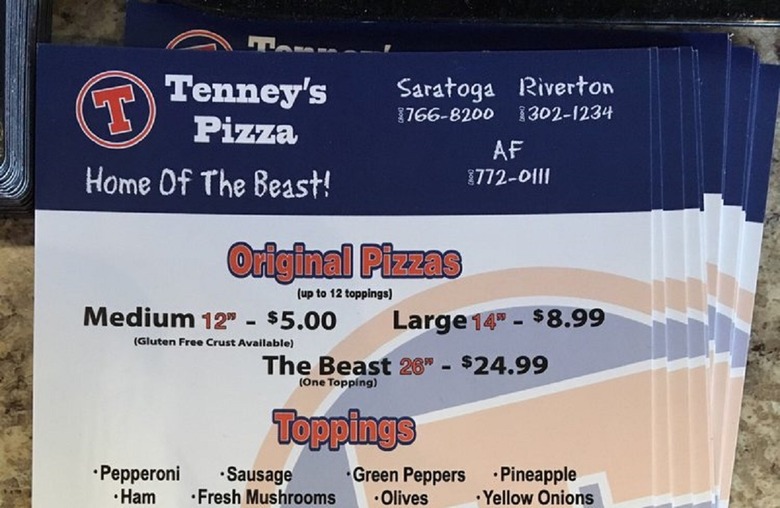 T
Tenney's
Pizza
Home Of The Beast!
Saratoga Riverton
766-8200 302-1234
AF
772-0111
Original Pizzas
(up to 12 toppings)
Medium 12" - $5.00 Large 14" - $8.99
(Gluten Free Crust Available)
The Beast 26" - $24.99
(One Topping)
Toppings
·Pepperoni ·Sausage ·Green Peppers ·Pineapple
·Ham ·Fresh Mushrooms ·Olives ·Yellow Onions